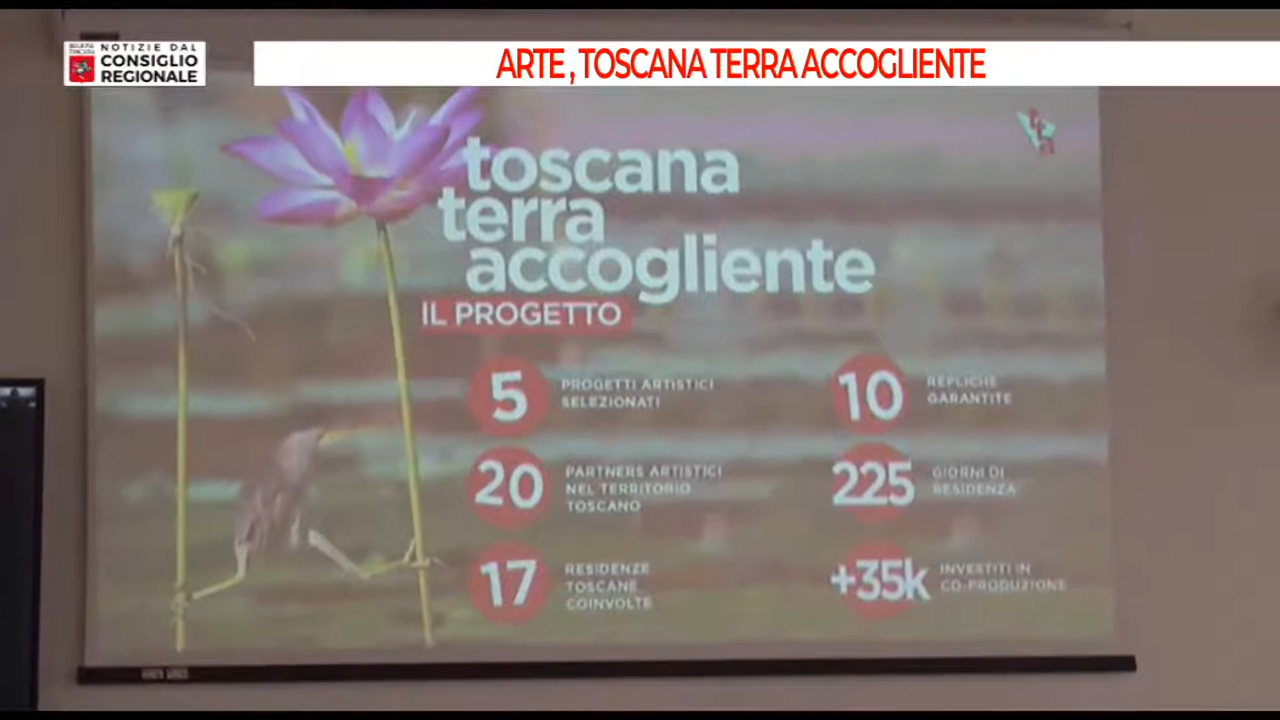 REGIONE
TOSCANA
NOTIZIE DAL
CONSIGLIO
REGIONALE
ARTE, TOSCANA TERRA ACCOGLIENTE
toscana
terra
accogliente
IL PROGETTO
5
PROGETTI ARTISTICI
SELEZIONATI
10
REPLICHE
GARANTITE
20
PARTNERS ARTISTICI
NEL TERRITORIO
TOSCANO
225
GIORNI DI
RESIDENZA
17
RESIDENZE
TOSCANE
COINVOLTE
+35k
INVESTITI IN
CO-PRODUZIONE